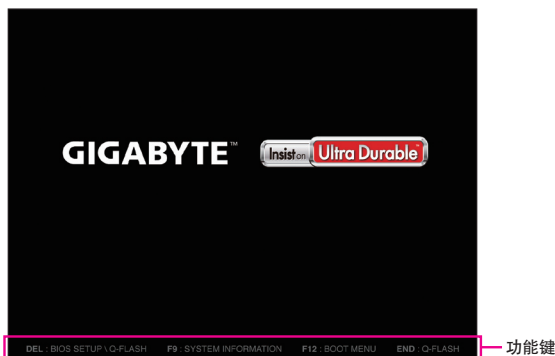 GIGABYTE™ Insist on Ultra Durable™
DEL : BIOS SETUP \ Q-FLASH F9 : SYSTEM INFORMATION F12 : BOOT MENU END : Q-FLASH
功能键